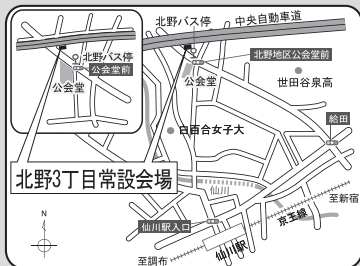 北野バス停
公会堂前
公会堂
北野バス停
中央自動車道
北野地区公会堂前
公会堂
世田谷泉高
給田
白百合女子大
北野3丁目常設会場
仙川
至新宿
京王線
仙川駅入口
仙川駅
至調布
N